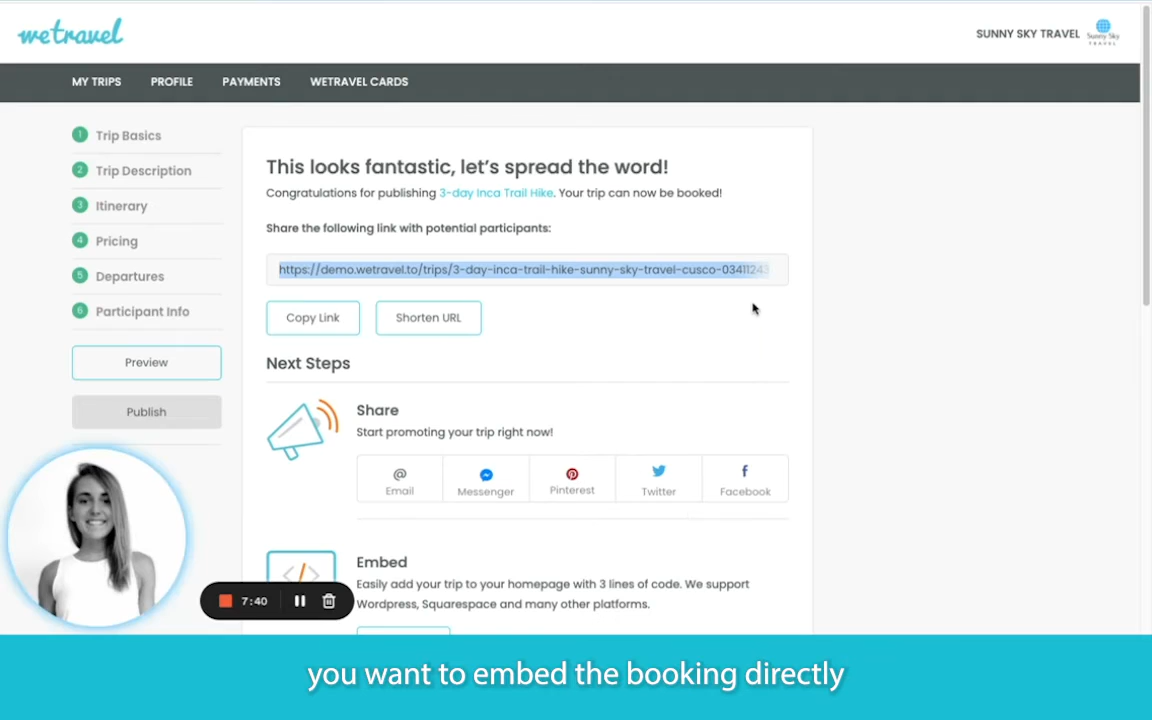 wetravel
SUNNY SKY TRAVEL
Sunny Sky
TRAVEL
MY TRIPS
PROFILE
PAYMENTS
WETRAVEL CARDS
1 Trip Basics
2 Trip Description
3 Itinerary
4 Pricing
5 Departures
6 Participant Info
Preview
Publish
This looks fantastic, let's spread the word!
Congratulations for publishing 3-day Inca Trail Hike. Your trip can now be booked!
Share the following link with potential participants:
https://demo.wetravel.to/trips/3-day-inca-trail-hike-sunny-sky-travel-cusco-03411243
Copy Link
Shorten URL
Next Steps
Share
Start promoting your trip right now!
Email
Messenger
Pinterest
Twitter
Facebook
Embed
Easily add your trip to your homepage with 3 lines of code. We support
Wordpress, Squarespace and many other platforms.
7:40
you want to embed the booking directly